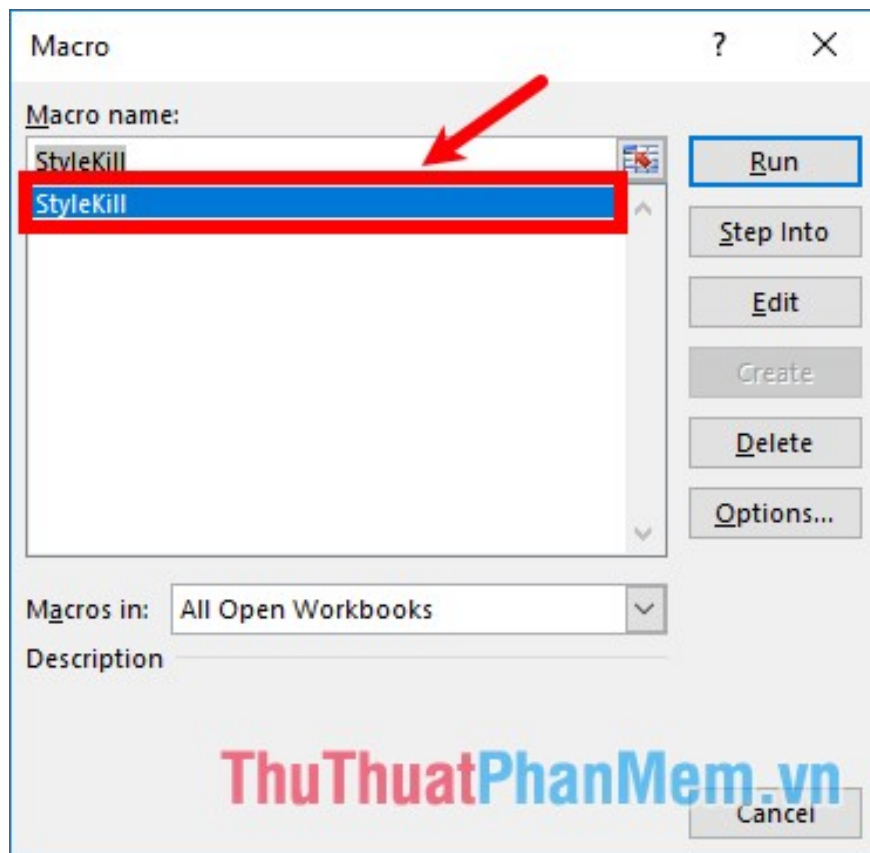 Macro
?
Macro name:
StyleKill
Run
StyleKill
Step Into
Edit
Create
Delete
Options...
Macros in:
All Open Workbooks
Description
ThuThuatPhanMem.vn
Cancel